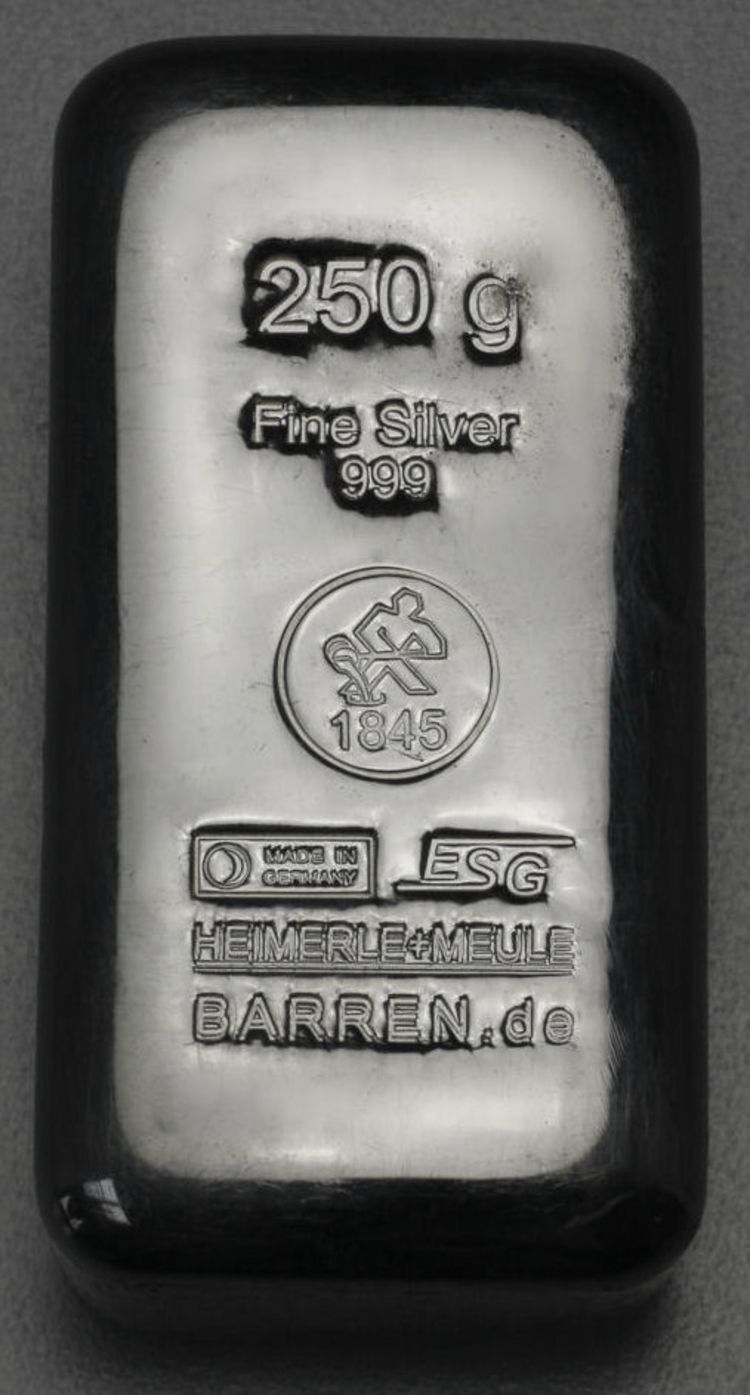 250 g
Fine Silver
999
1845
MADE IN
GERMANY
ESG
HEIMERLE+MEULE
BARREN.de